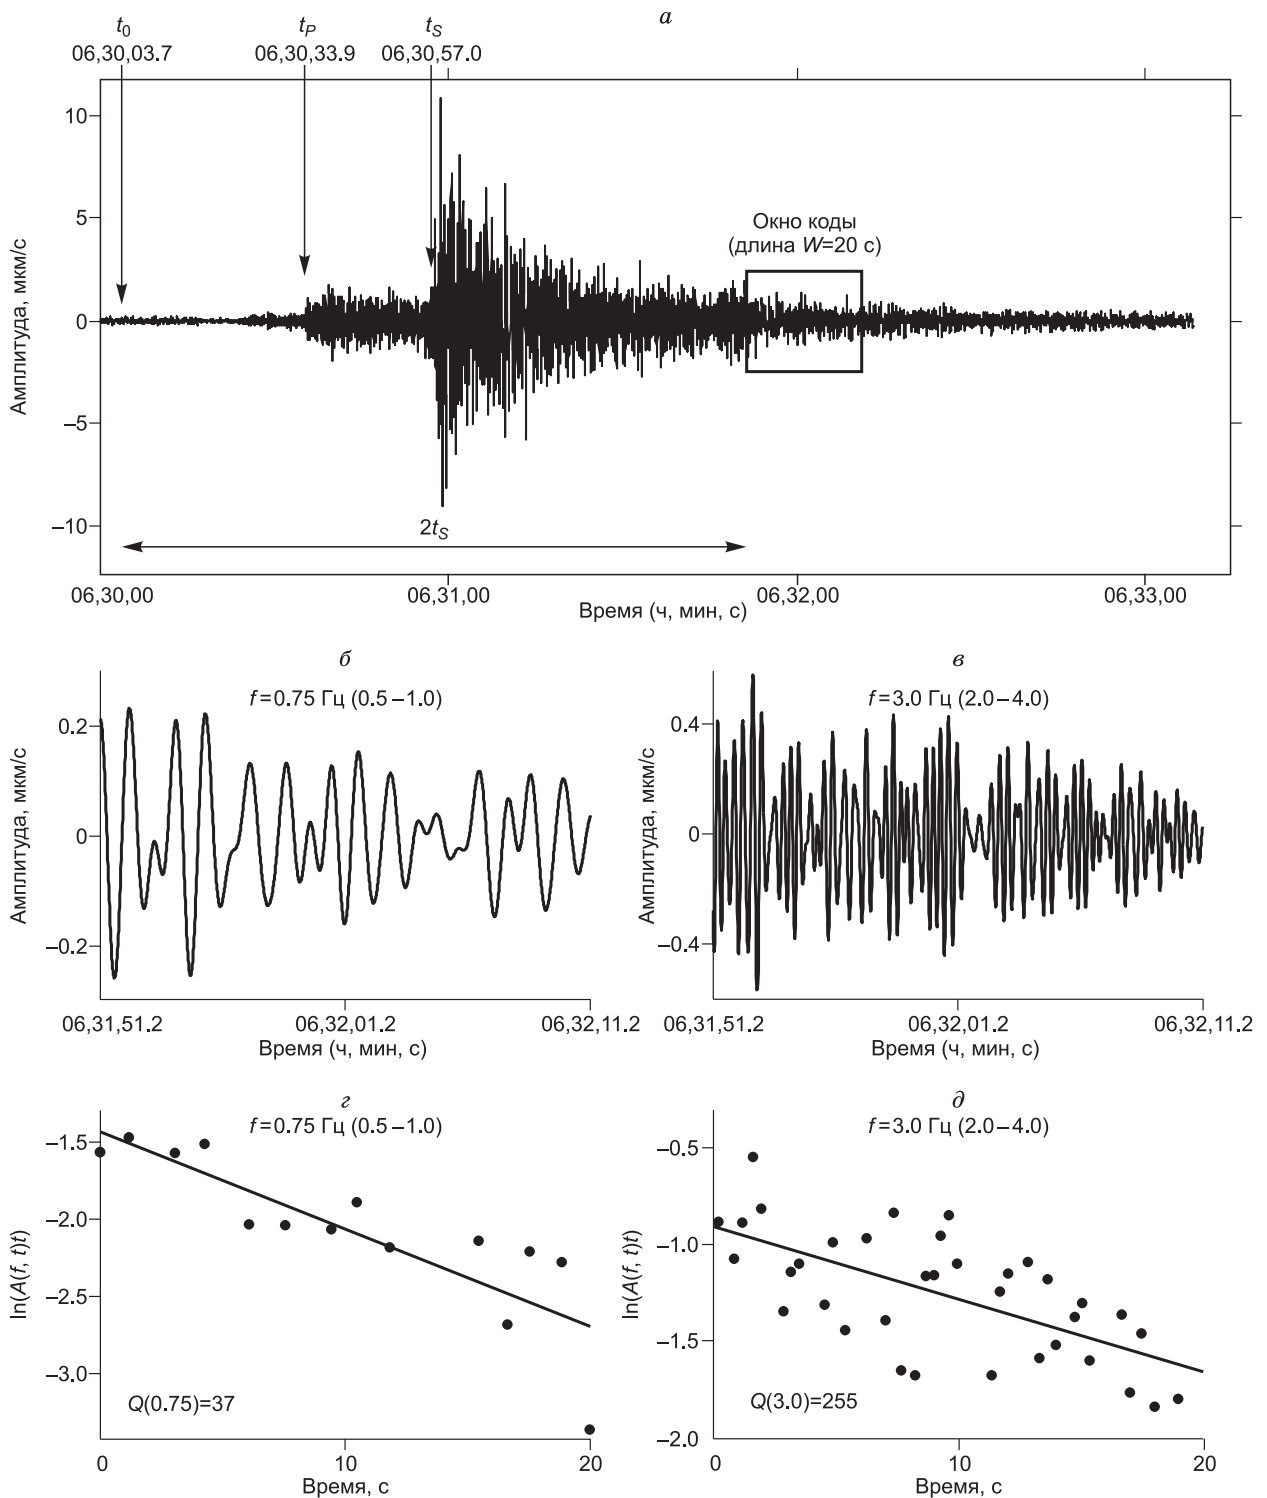 а
t0 tP tS
06,30,03.7 06,30,33.9 06,30,57.0
10
5
0
–5
–10
Амплитуда, мкм/с
Окно коды
(длина W=20 с)
2tS
06,30,00 06,31,00 06,32,00 06,33,00
Время (ч, мин, с)
б
f=0.75 Гц (0.5–1.0)
0.2
0
–0.2
Амплитуда, мкм/с
06,31,51.2 06,32,01.2 06,32,11.2
Время (ч, мин, с)
в
f=3.0 Гц (2.0–4.0)
0.4
0
–0.4
Амплитуда, мкм/с
06,31,51.2 06,32,01.2 06,32,11.2
Время (ч, мин, с)
г
f=0.75 Гц (0.5–1.0)
–1.5
–2.0
–2.5
–3.0
ln(A(f, t)t)
Q(0.75)=37
0 10 20
Время, с
д
f=3.0 Гц (2.0–4.0)
–0.5
–1.0
–1.5
–2.0
ln(A(f, t)t)
Q(3.0)=255
0 10 20
Время, с